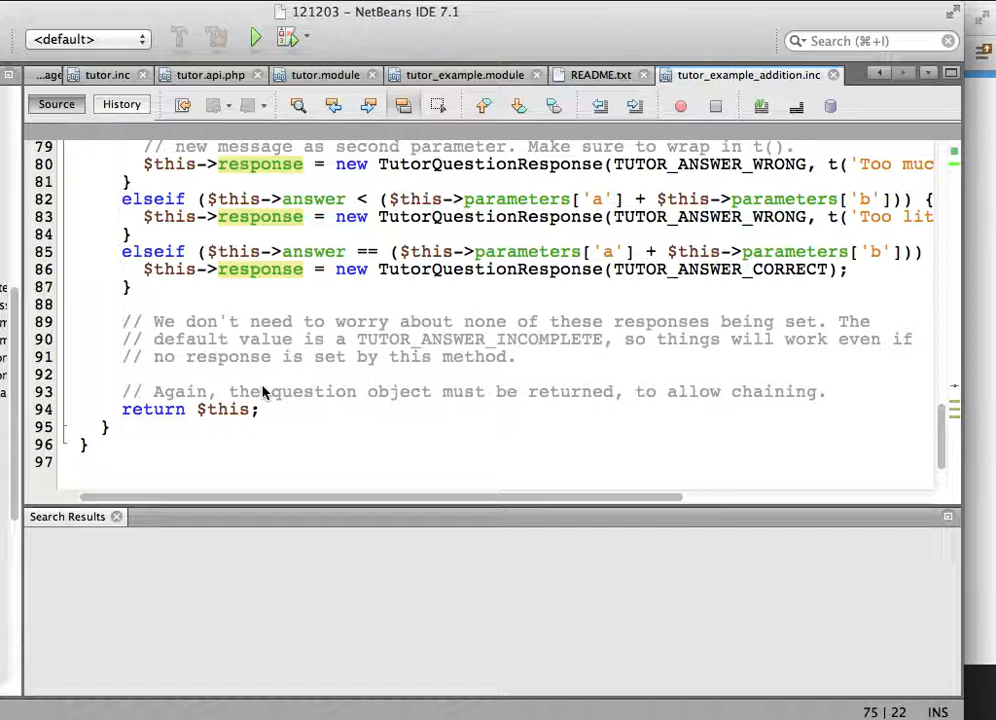 121203 – NetBeans IDE 7.1
<default>
Search (⌘+I)
...age
tutor.inc
tutor.api.php
tutor.module
tutor_example.module
README.txt
tutor_example_addition.inc
Source
History
79 // new message as second parameter. Make sure to wrap in t().
80 $this->response = new TutorQuestionResponse(TUTOR_ANSWER_WRONG, t('Too muc
81 }
82 elseif ($this->answer < ($this->parameters['a'] + $this->parameters['b'])) {
83 $this->response = new TutorQuestionResponse(TUTOR_ANSWER_WRONG, t('Too lit
84 }
85 elseif ($this->answer == ($this->parameters['a'] + $this->parameters['b']))
86 $this->response = new TutorQuestionResponse(TUTOR_ANSWER_CORRECT);
87 }
88
89 // We don't need to worry about none of these responses being set. The
90 // default value is a TUTOR_ANSWER_INCOMPLETE, so things will work even if
91 // no response is set by this method.
92
93 // Again, the question object must be returned, to allow chaining.
94 return $this;
95 }
96 }
97
Search Results
75 | 22 INS